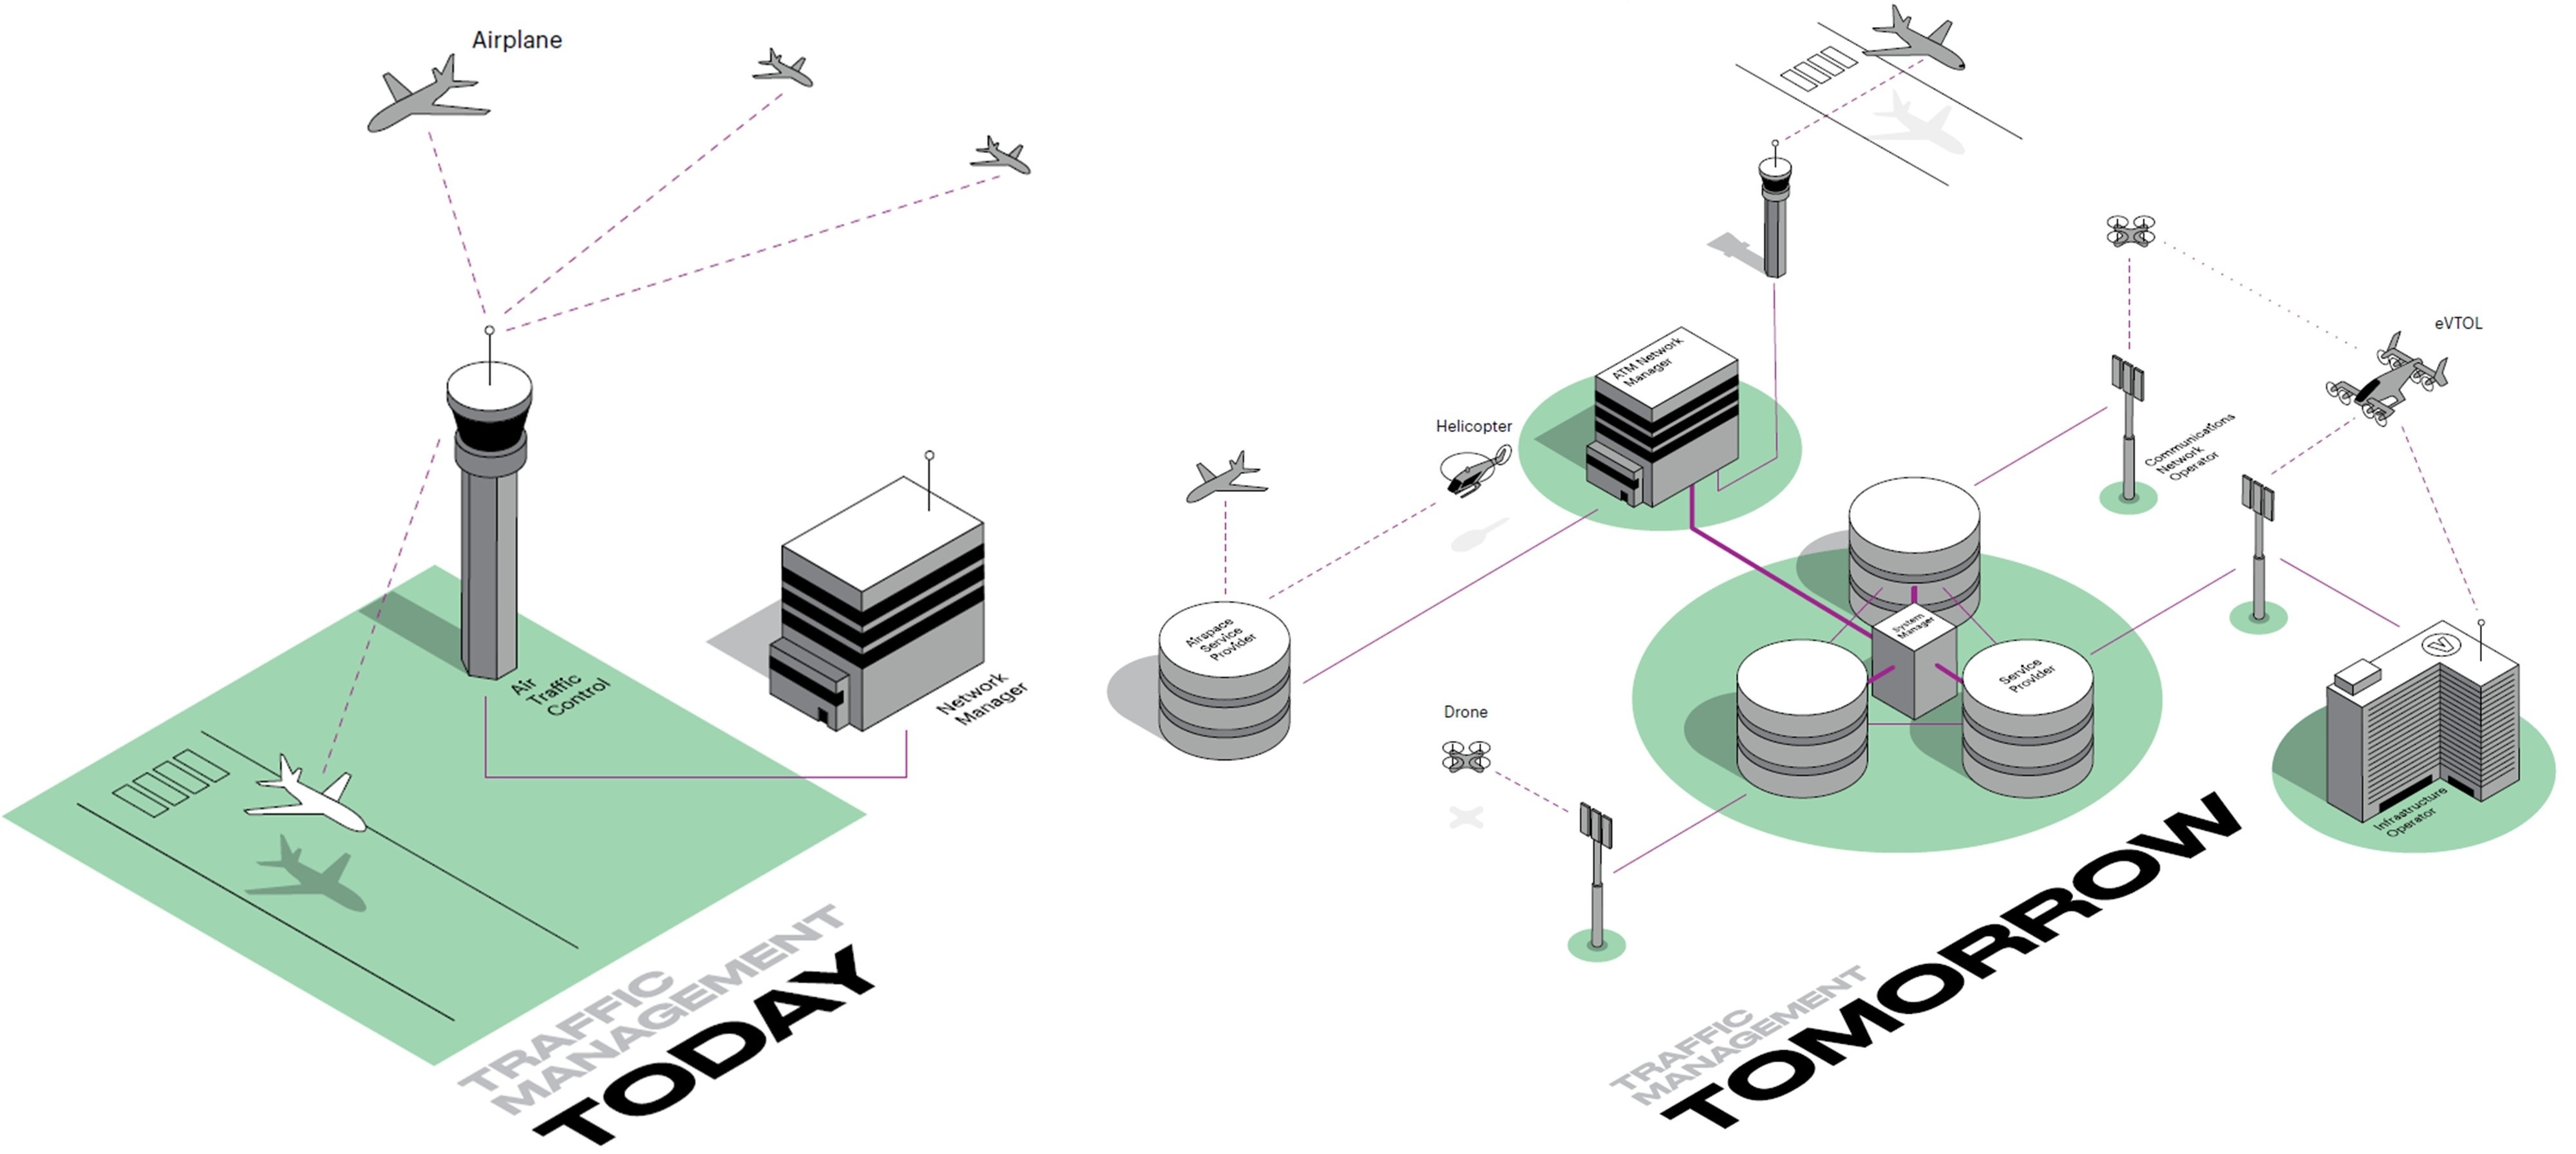 Airplane
Air
Traffic
Control
Network
Manager
TRAFFIC
MANAGEMENT
TODAY
Airspace
Service
Provider
Helicopter
ATM Network
Manager
Drone
System
Manager
Service
Provider
Communications
Network
Operator
eVTOL
V
Infrastructure
Operator
TRAFFIC
MANAGEMENT
TOMORROW